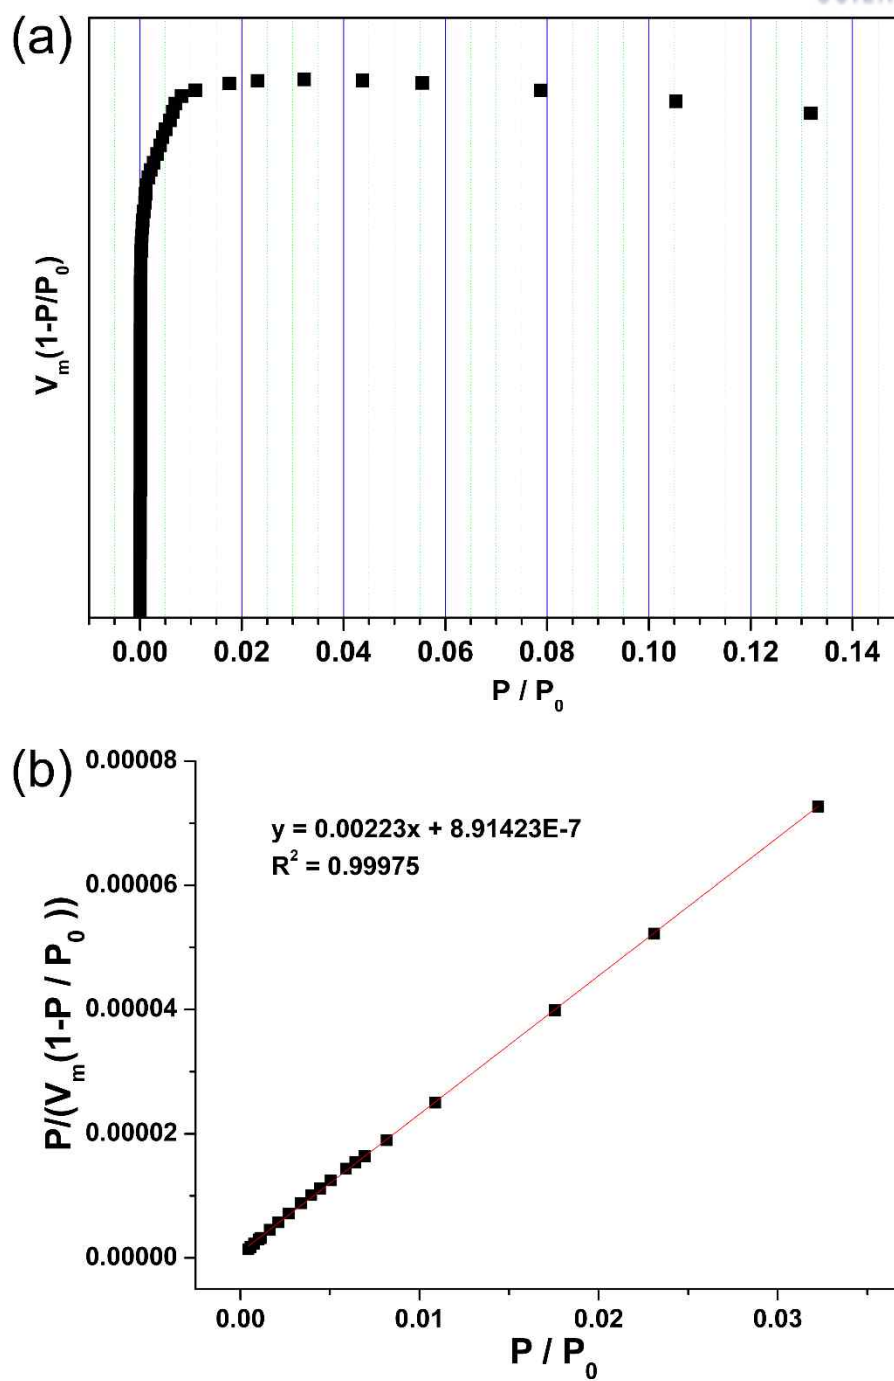 (a)
V_m(1-P/P_0)
0.00 0.02 0.04 0.06 0.08 0.10 0.12 0.14
P / P_0
(b)
0.00008
0.00006
0.00004
0.00002
0.00000
y = 0.00223x + 8.91423E-7
R^2 = 0.99975
P/(V_m(1-P / P_0 ))
0.00 0.01 0.02 0.03
P / P_0